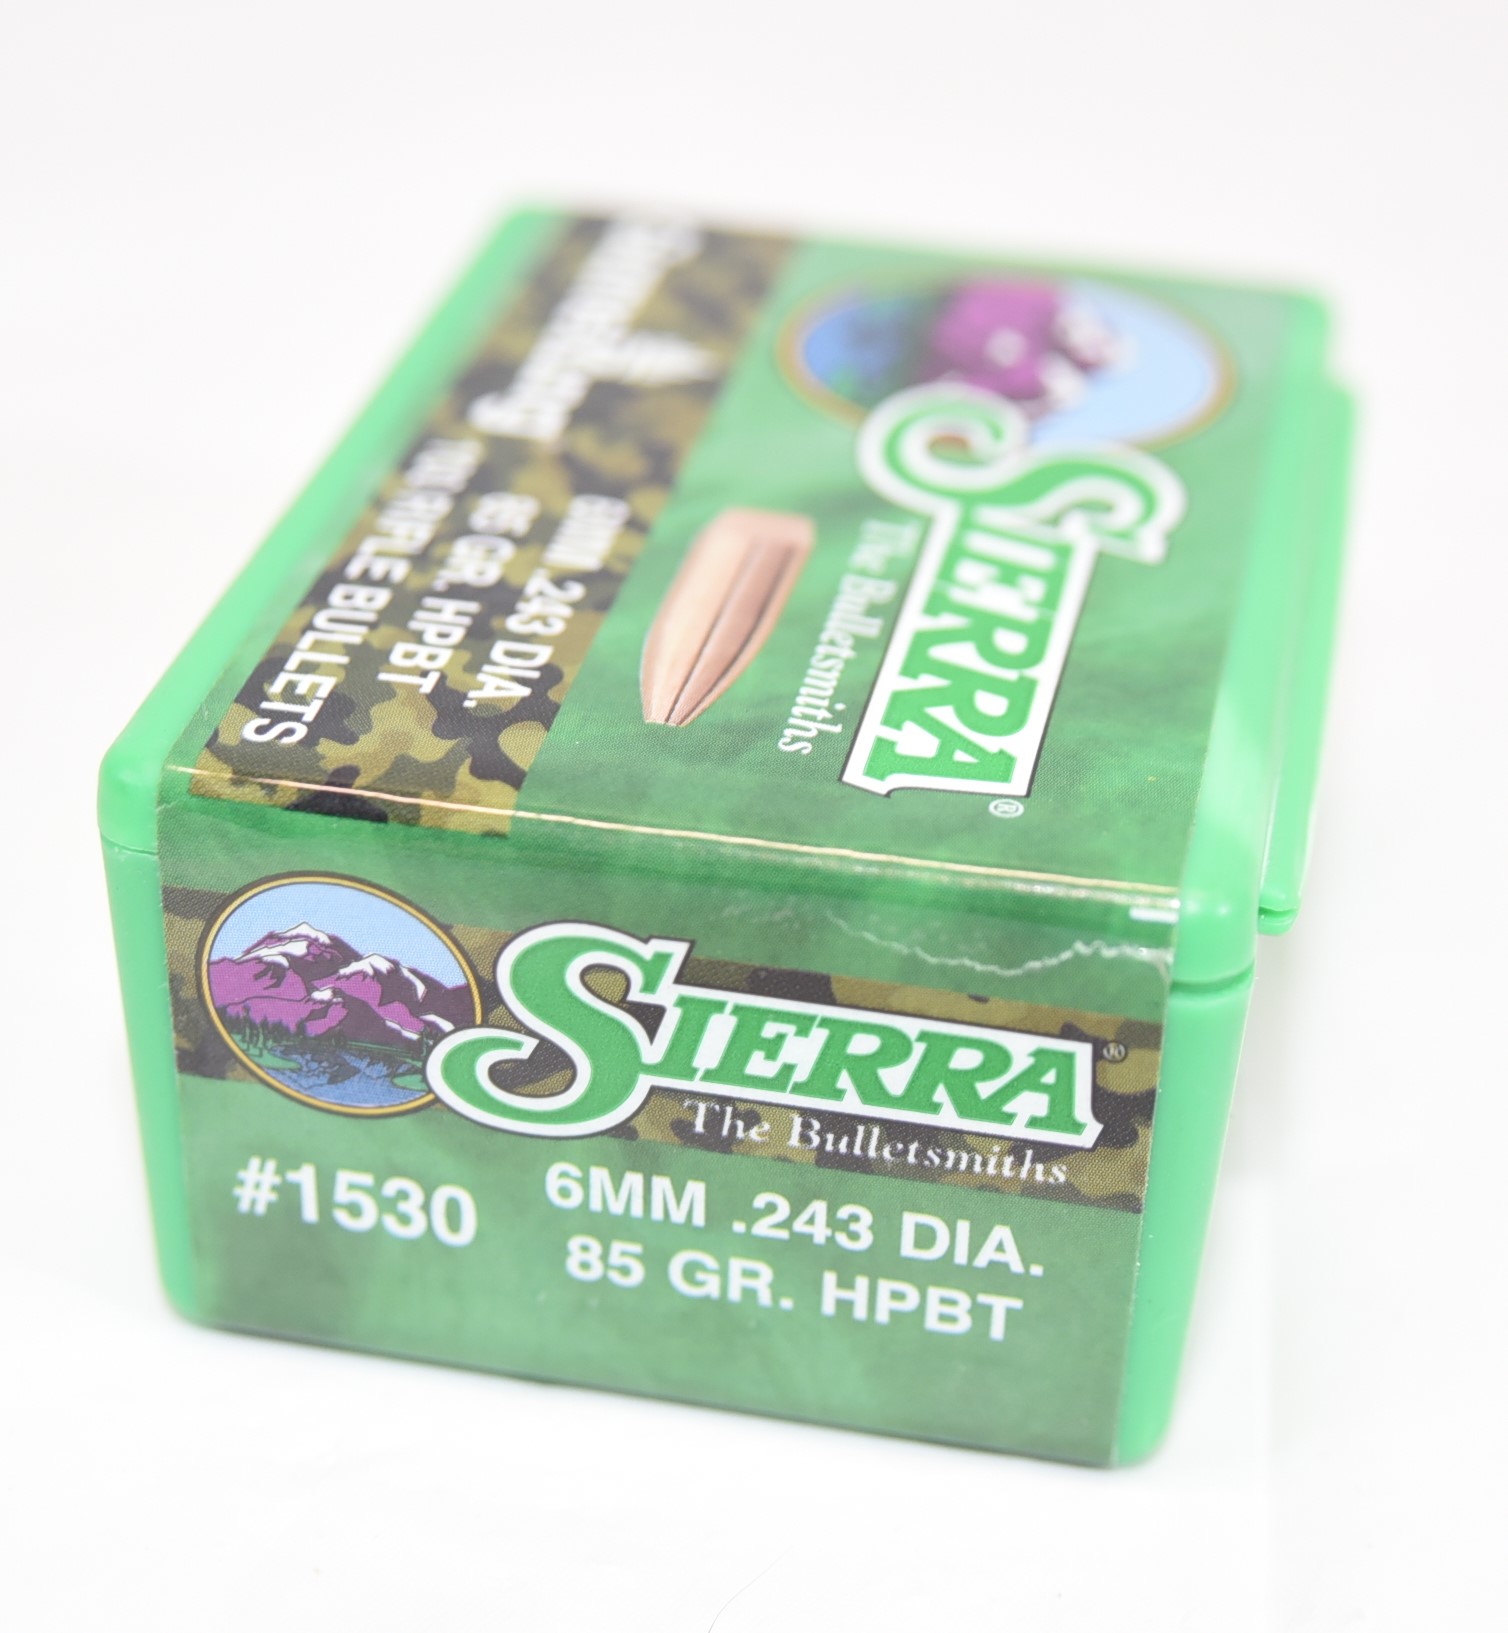 GameKing
6MM .243 DIA.
85 GR. HPBT
100 RIFLE BULLETS
SIERRA®
The Bulletsmiths
SIERRA®
The Bulletsmiths
#1530
6MM .243 DIA.
85 GR. HPBT